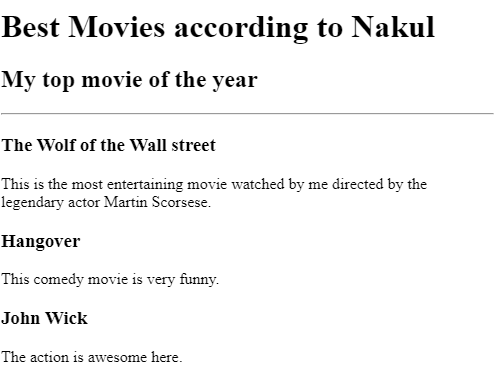 Best Movies according to Nakul
My top movie of the year
The Wolf of the Wall street
This is the most entertaining movie watched by me directed by the
legendary actor Martin Scorsese.
Hangover
This comedy movie is very funny.
John Wick
The action is awesome here.